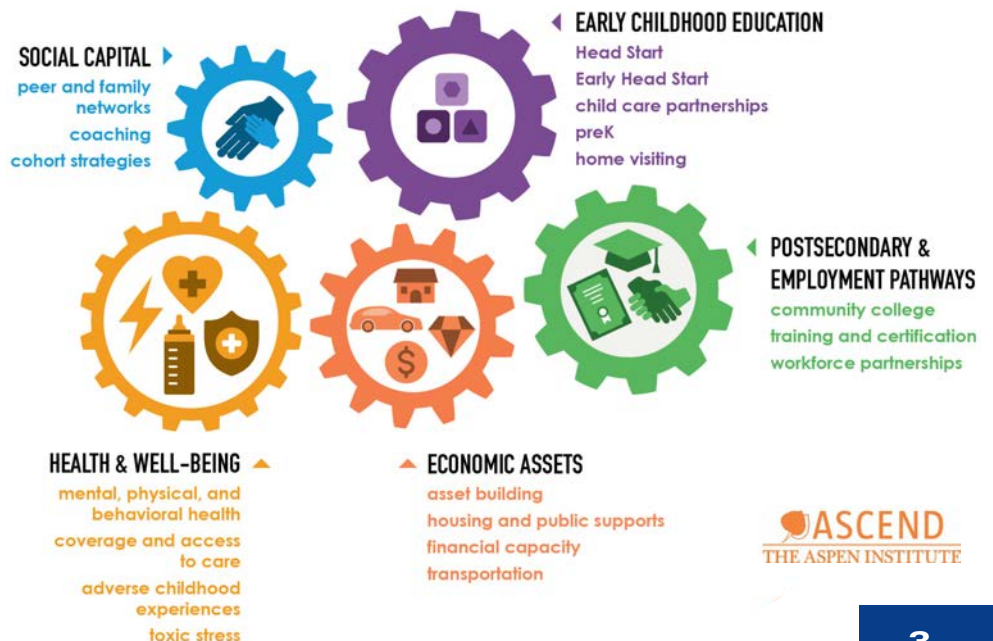 SOCIAL CAPITAL
peer and family
networks
coaching
cohort strategies
EARLY CHILDHOOD EDUCATION
Head Start
Early Head Start
child care partnerships
preK
home visiting
POSTSECONDARY &
EMPLOYMENT PATHWAYS
community college
training and certification
workforce partnerships
$
HEALTH & WELL-BEING
mental, physical, and
behavioral health
coverage and access
to care
adverse childhood
experiences
toxic stress
ECONOMIC ASSETS
asset building
housing and public supports
financial capacity
transportation
ASCEND
THE ASPEN INSTITUTE
3